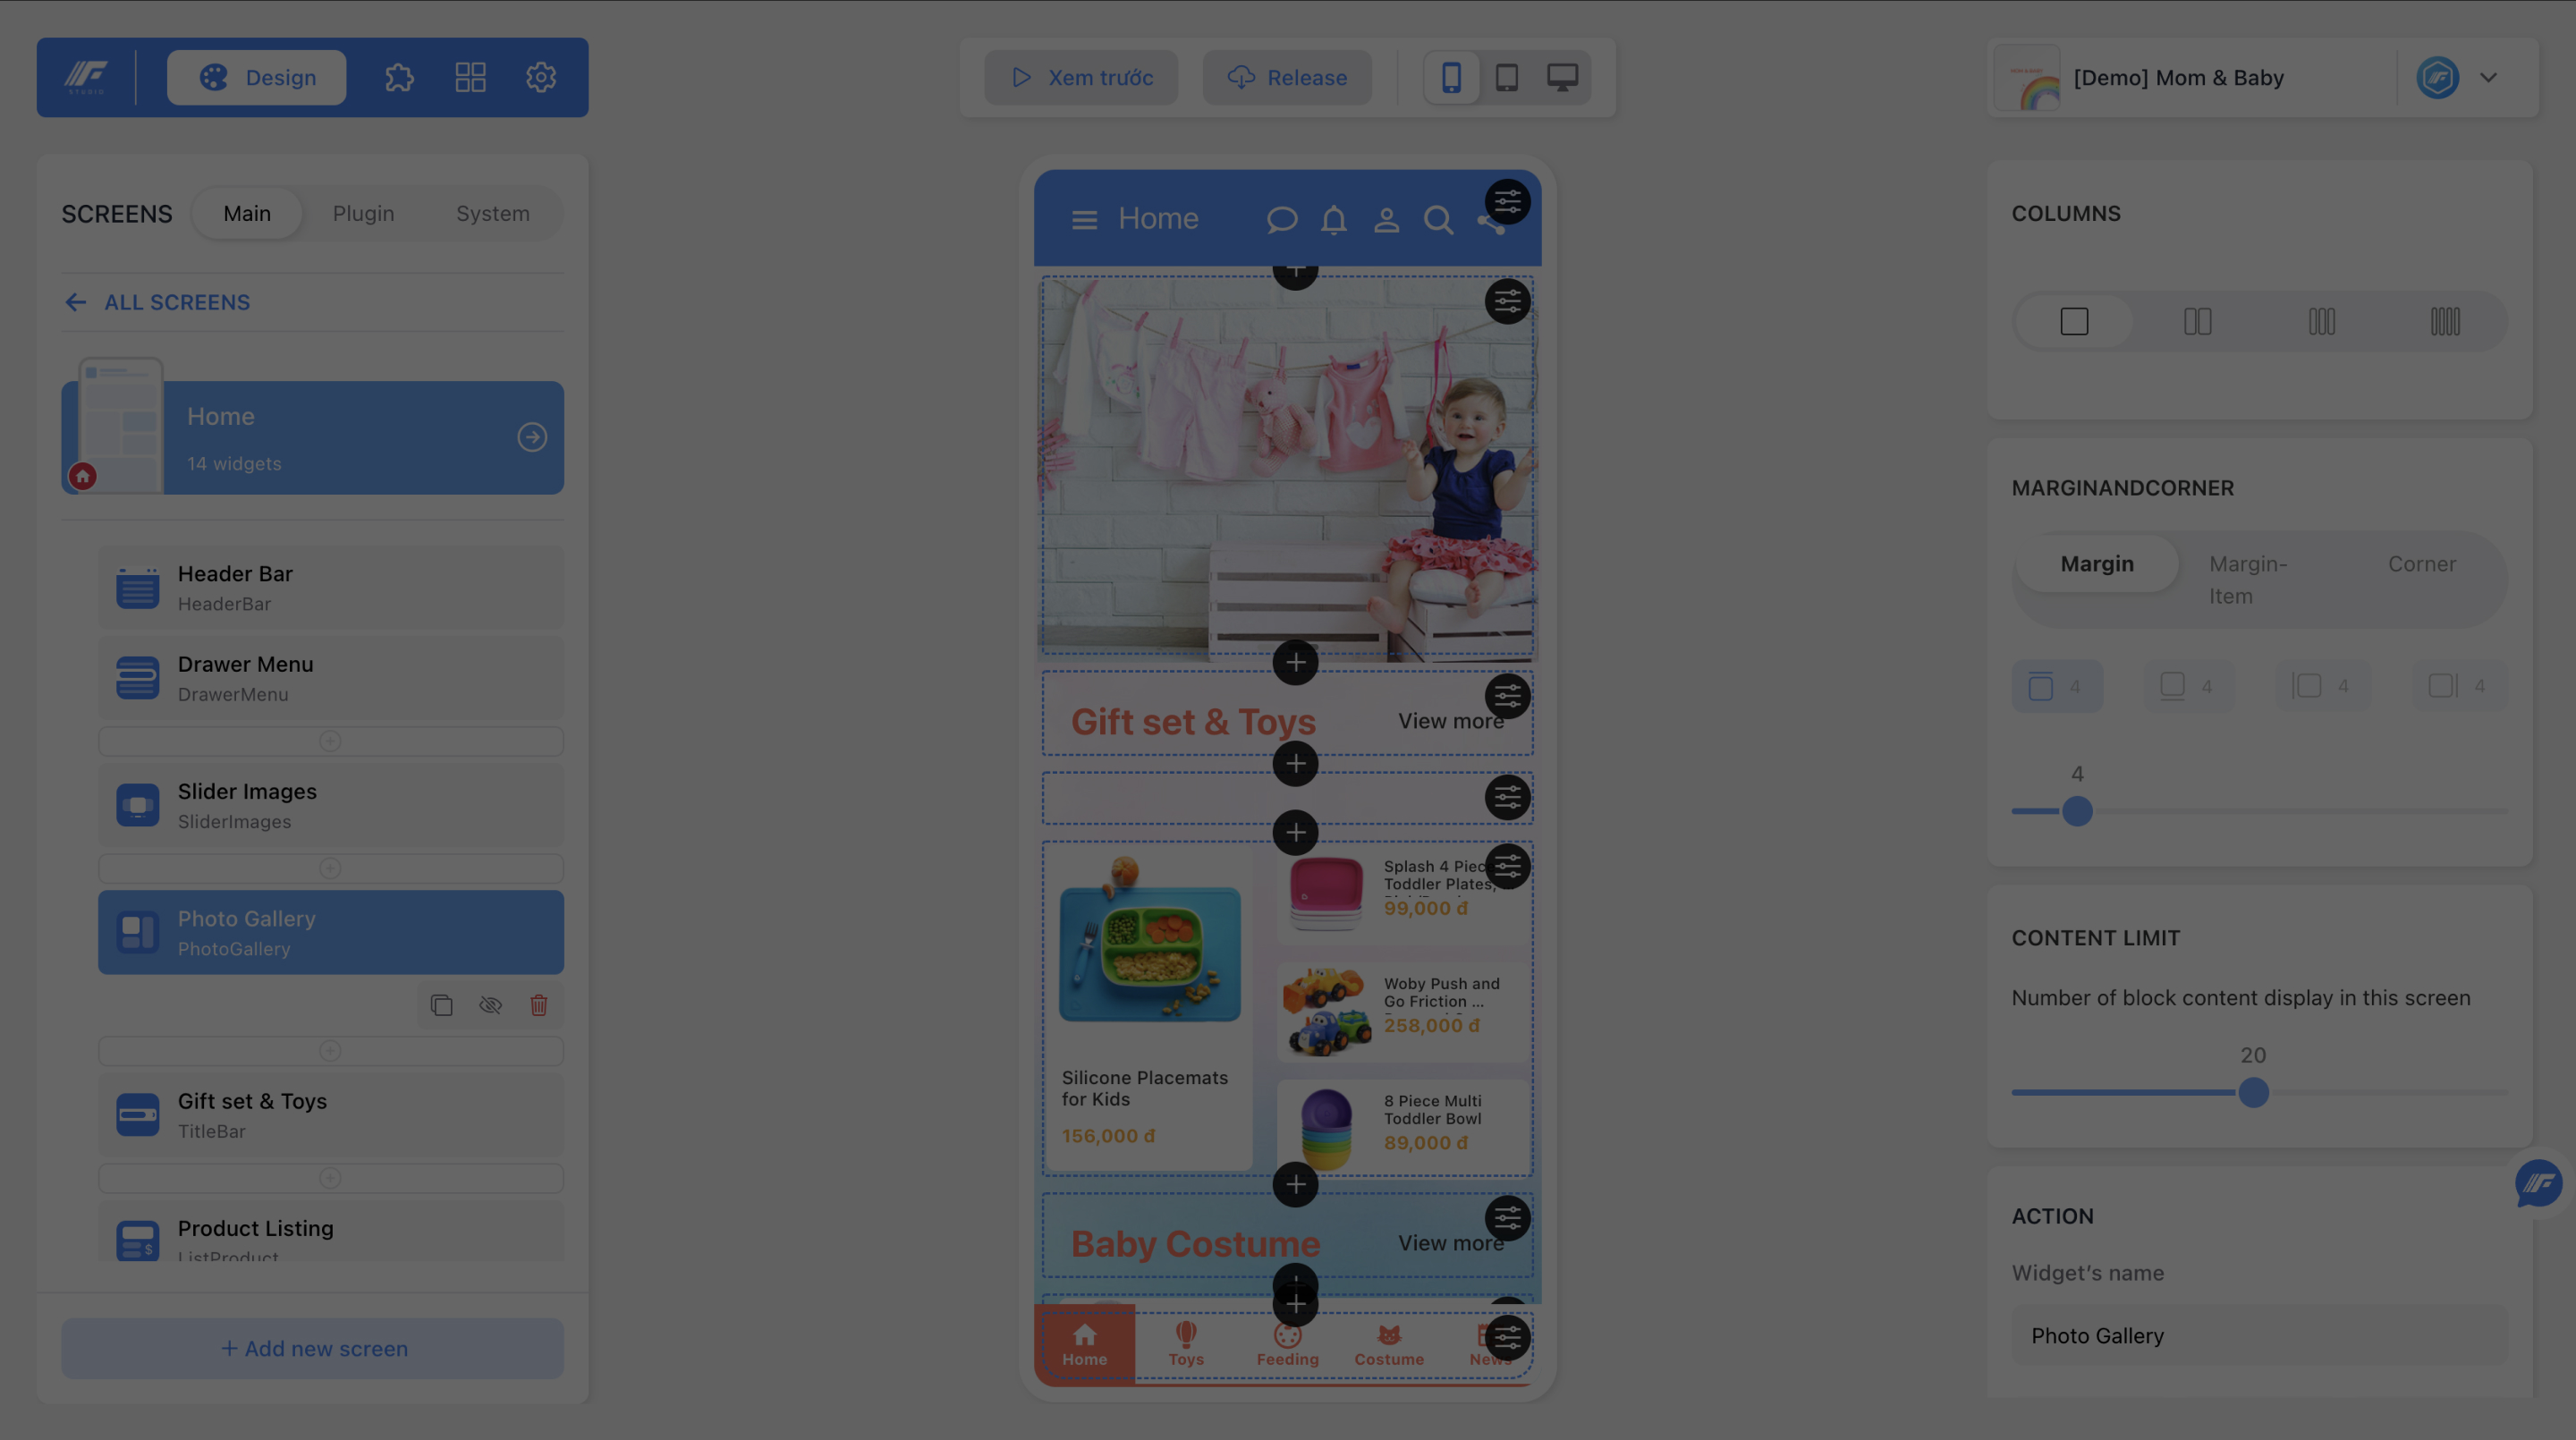 STUDIO
Design
Xem trước
Release
[Demo] Mom & Baby
SCREENS
Main
Plugin
System
ALL SCREENS
Home
14 widgets
Header Bar
HeaderBar
Drawer Menu
DrawerMenu
Slider Images
SliderImages
Photo Gallery
PhotoGallery
Gift set & Toys
TitleBar
Product Listing
ListProduct
+ Add new screen
Home
Gift set & Toys
View more
Silicone Placemats
for Kids
156,000 đ
Splash 4 Piece
Toddler Plates,
99,000 đ
Woby Push and
Go Friction ...
258,000 đ
8 Piece Multi
Toddler Bowl
89,000 đ
Baby Costume
View more
Home
Toys
Feeding
Costume
News
COLUMNS
MARGINANDCORNER
Margin
Margin-
Item
Corner
4
4
4
4
4
CONTENT LIMIT
Number of block content display in this screen
20
ACTION
Widget's name
Photo Gallery